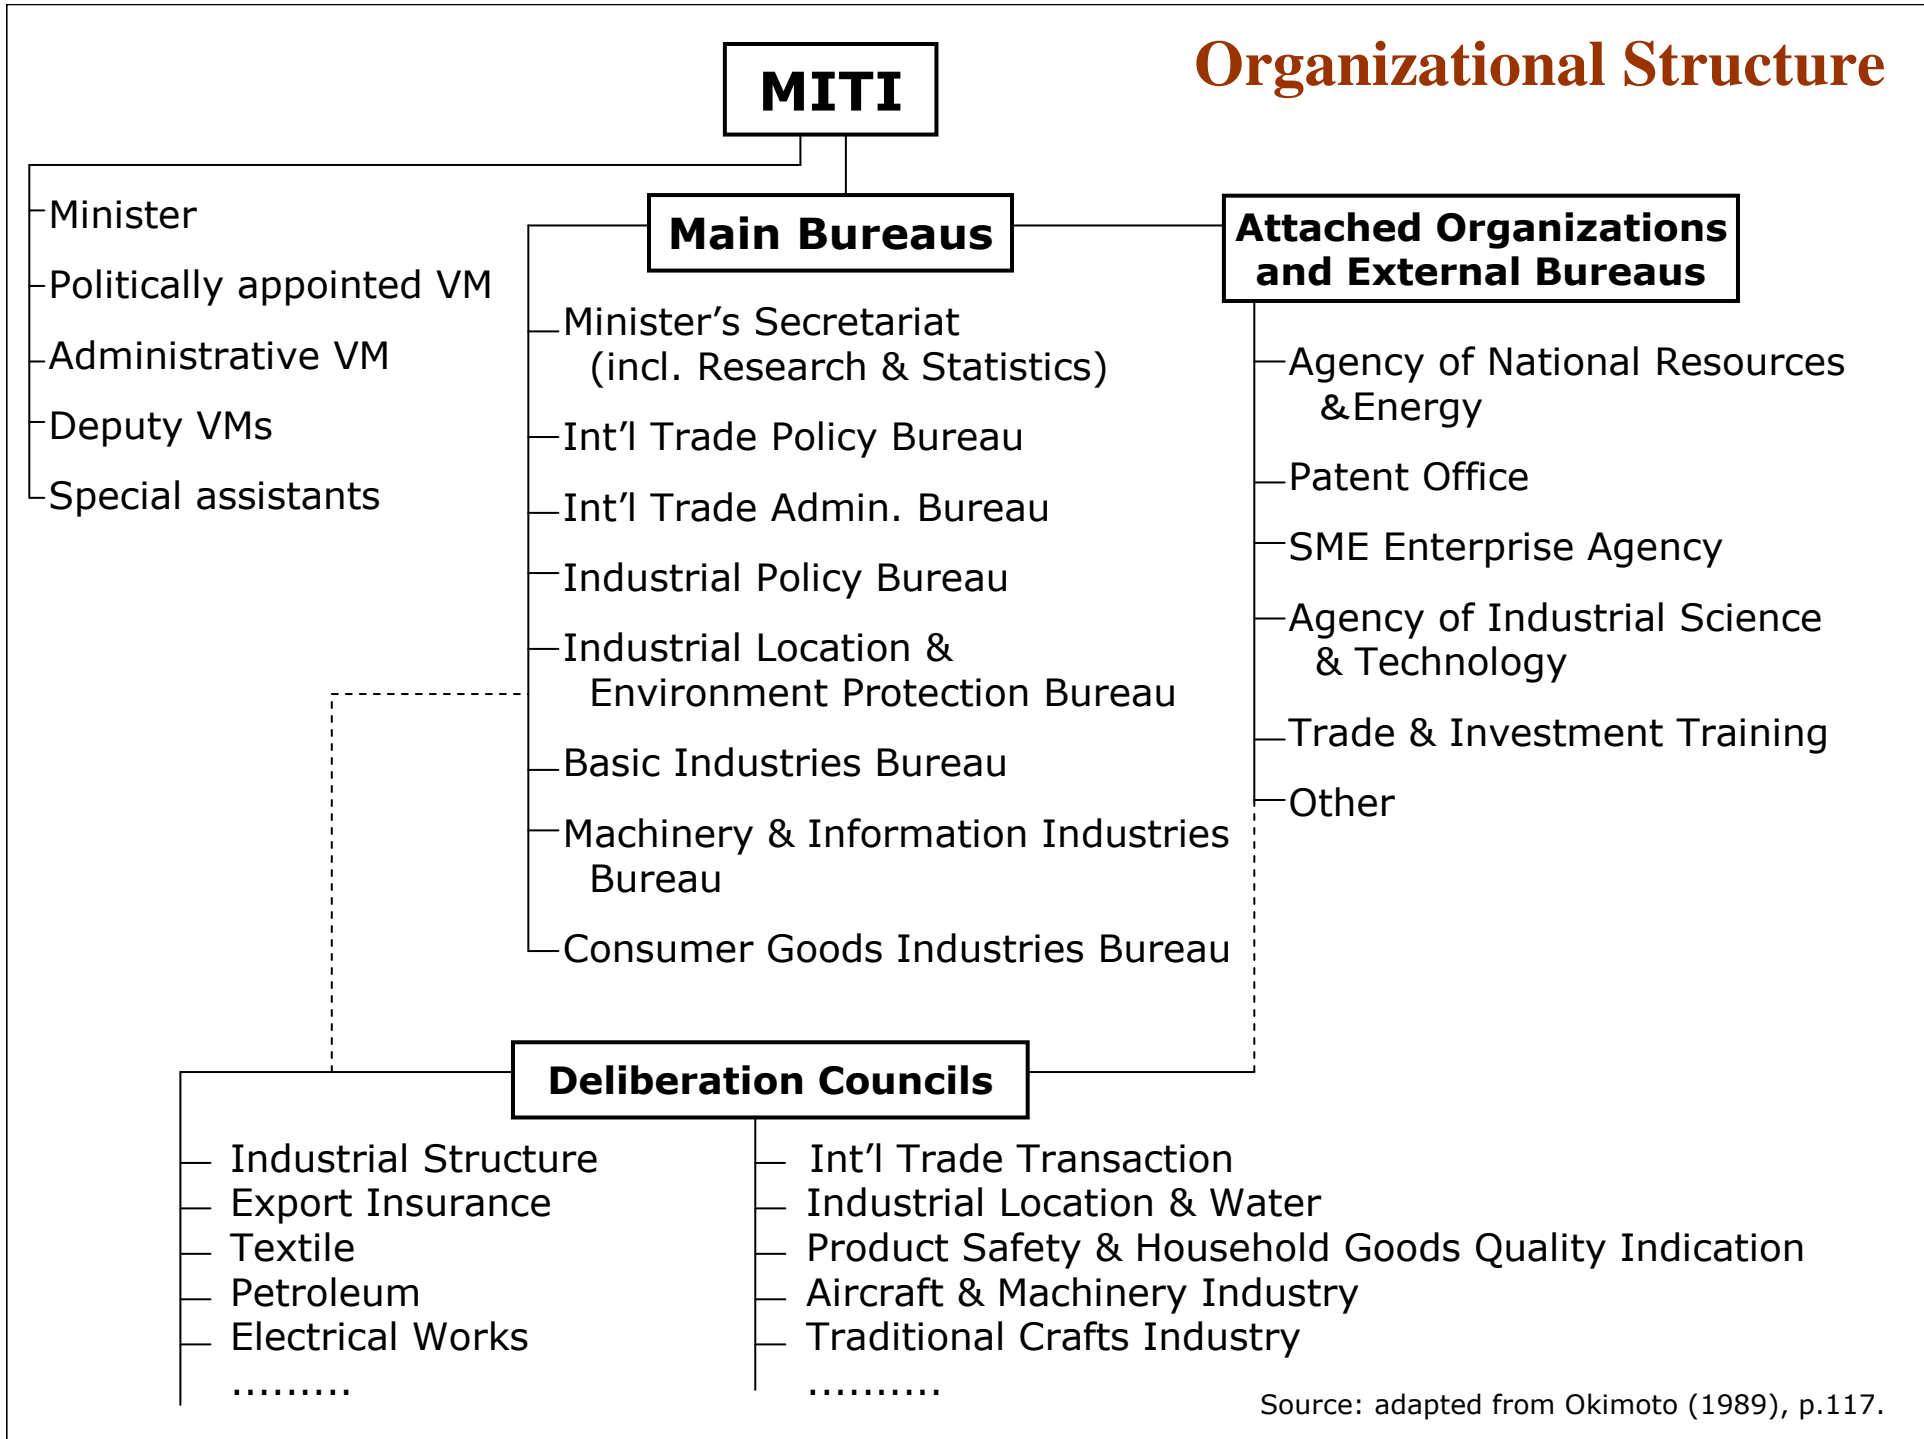 Organizational Structure
MITI
Minister
Politically appointed VM
Administrative VM
Deputy VMs
Special assistants
Main Bureaus
Minister’s Secretariat
(incl. Research & Statistics)
Int’l Trade Policy Bureau
Int’l Trade Admin. Bureau
Industrial Policy Bureau
Industrial Location &
Environment Protection Bureau
Basic Industries Bureau
Machinery & Information Industries
Bureau
Consumer Goods Industries Bureau
Attached Organizations
and External Bureaus
Agency of National Resources
&Energy
Patent Office
SME Enterprise Agency
Agency of Industrial Science
& Technology
Trade & Investment Training
Other
Deliberation Councils
Industrial Structure
Export Insurance
Textile
Petroleum
Electrical Works
………
Int’l Trade Transaction
Industrial Location & Water
Product Safety & Household Goods Quality Indication
Aircraft & Machinery Industry
Traditional Crafts Industry
……….
Source: adapted from Okimoto (1989), p.117.